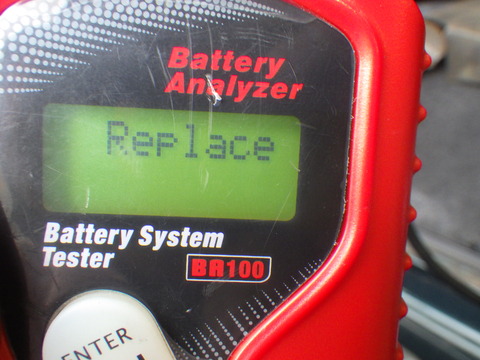 Battery
Analyzer
Replace
Battery System
Tester
BA100
ENTER